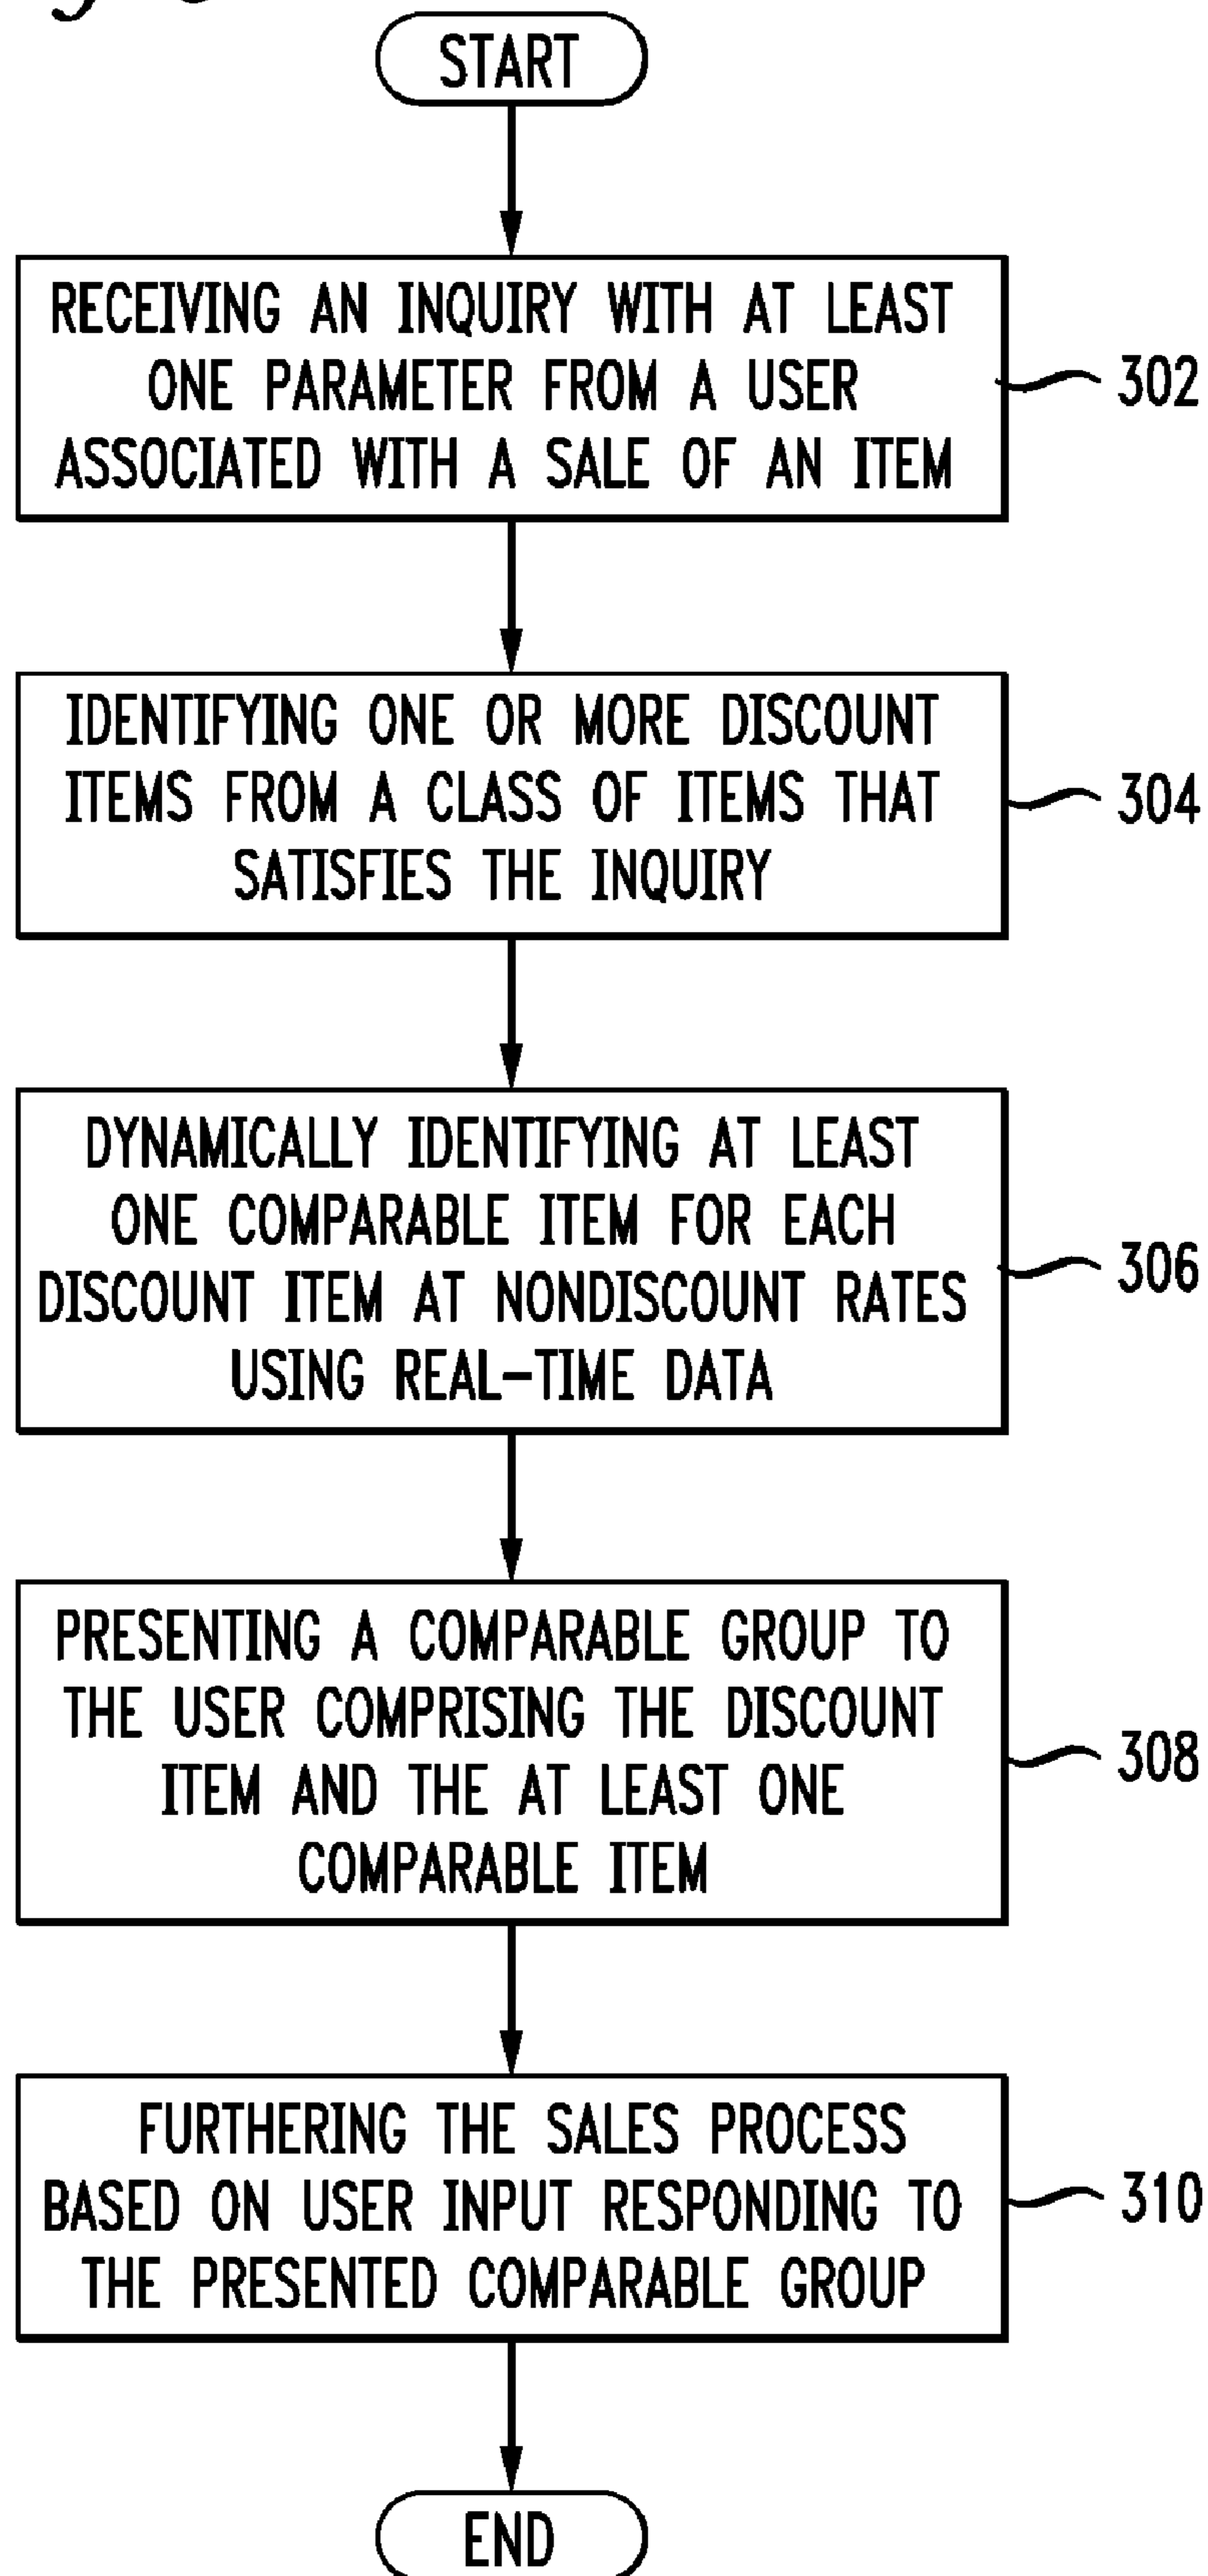 START
RECEIVING AN INQUIRY WITH AT LEAST
ONE PARAMETER FROM A USER
ASSOCIATED WITH A SALE OF AN ITEM
302
IDENTIFYING ONE OR MORE DISCOUNT
ITEMS FROM A CLASS OF ITEMS THAT
SATISFIES THE INQUIRY
304
DYNAMICALLY IDENTIFYING AT LEAST
ONE COMPARABLE ITEM FOR EACH
DISCOUNT ITEM AT NONDISCOUNT RATES
USING REAL-TIME DATA
306
PRESENTING A COMPARABLE GROUP TO
THE USER COMPRISING THE DISCOUNT
ITEM AND THE AT LEAST ONE
COMPARABLE ITEM
308
FURTHERING THE SALES PROCESS
BASED ON USER INPUT RESPONDING TO
THE PRESENTED COMPARABLE GROUP
310
END